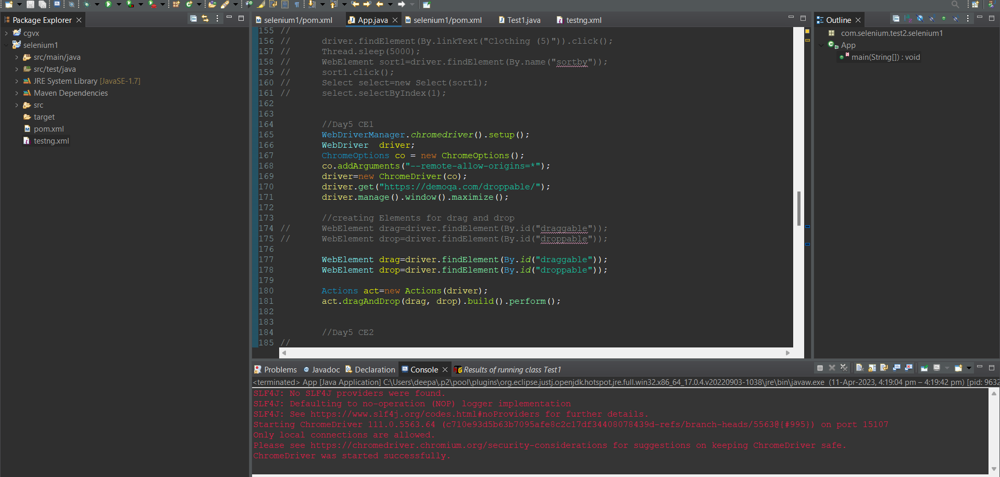 Package Explorer
cgvx
selenium1
src/main/java
src/test/java
JRE System Library [JavaSE-1.7]
Maven Dependencies
src
target
pom.xml
testng.xml
selenium1/pom.xml
App.java
selenium1/pom.xml
Test1.java
testng.xml
155 //
156 // driver.findElement(By.linkText("Clothing (5)")).click();
157 // Thread.sleep(5000);
158 // WebElement sort1=driver.findElement(By.name("sortby"));
159 // sort1.click();
160 // Select select=new Select(sort1);
161 // select.selectByIndex(1);
162
163
164 //Day5 CE1
165 WebDriverManager.chromedriver().setup();
166 WebDriver  driver;
167 ChromeOptions co = new ChromeOptions();
168 co.addArguments("--remote-allow-origins=*");
169 driver=new ChromeDriver(co);
170 driver.get("https://demoqa.com/droppable/");
171 driver.manage().window().maximize();
172
173 //creating Elements for drag and drop
174 // WebElement drag=driver.findElement(By.id("draggable"));
175 // WebElement drop=driver.findElement(By.id("droppable"));
176
177 WebElement drag=driver.findElement(By.id("draggable"));
178 WebElement drop=driver.findElement(By.id("droppable"));
179
180 Actions act=new Actions(driver);
181 act.dragAndDrop(drag, drop).build().perform();
182
183
184 //Day5 CE2
185 //
Outline
com.selenium.test2.selenium1
App
main(String[]) : void
Problems
Javadoc
Declaration
Console
Results of running class Test1
<terminated> App [Java Application] C:\Users\deepa\.p2\pool\plugins\org.eclipse.justj.openjdk.hotspot.jre.full.win32.x86_64_17.0.4.v20220903-1038\jre\bin\javaw.exe (11-Apr-2023, 4:19:04 pm – 4:19:42 pm) [pid: 9632
SLF4J: No SLF4J providers were found.
SLF4J: Defaulting to no-operation (NOP) logger implementation
SLF4J: See https://www.slf4j.org/codes.html#noProviders for further details.
Starting ChromeDriver 111.0.5563.64 (c710e93d5b63b7095afe8c2c17df34408078439d-refs/branch-heads/5563@{#995}) on port 15107
Only local connections are allowed.
Please see https://chromedriver.chromium.org/security-considerations for suggestions on keeping ChromeDriver safe.
ChromeDriver was started successfully.